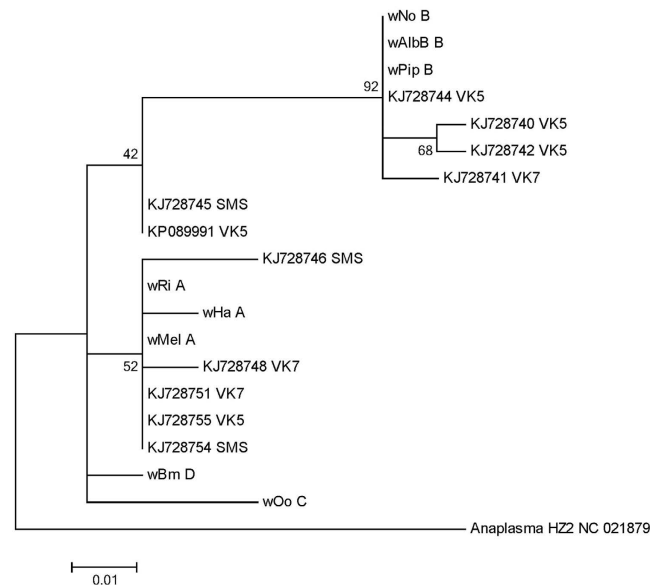 wNo B
wAlbB B
wPip B
92
KJ728744 VK5
KJ728740 VK5
68
KJ728742 VK5
42
KJ728741 VK7
KJ728745 SMS
KP089991 VK5
KJ728746 SMS
wRi A
wHa A
wMel A
52
KJ728748 VK7
KJ728751 VK7
KJ728755 VK5
KJ728754 SMS
wBm D
wOo C
Anaplasma HZ2 NC 021879
0.01